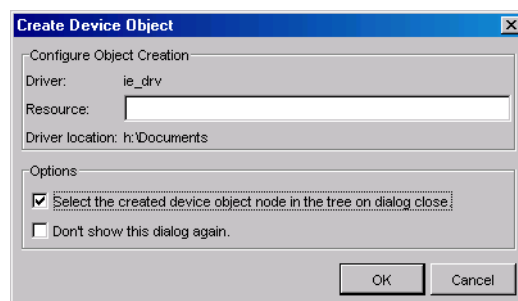 Create Device Object
Configure Object Creation
Driver: ie_drv
Resource:
Driver location: h:\Documents
Options
Select the created device object node in the tree on dialog close.
Don't show this dialog again.
OK Cancel